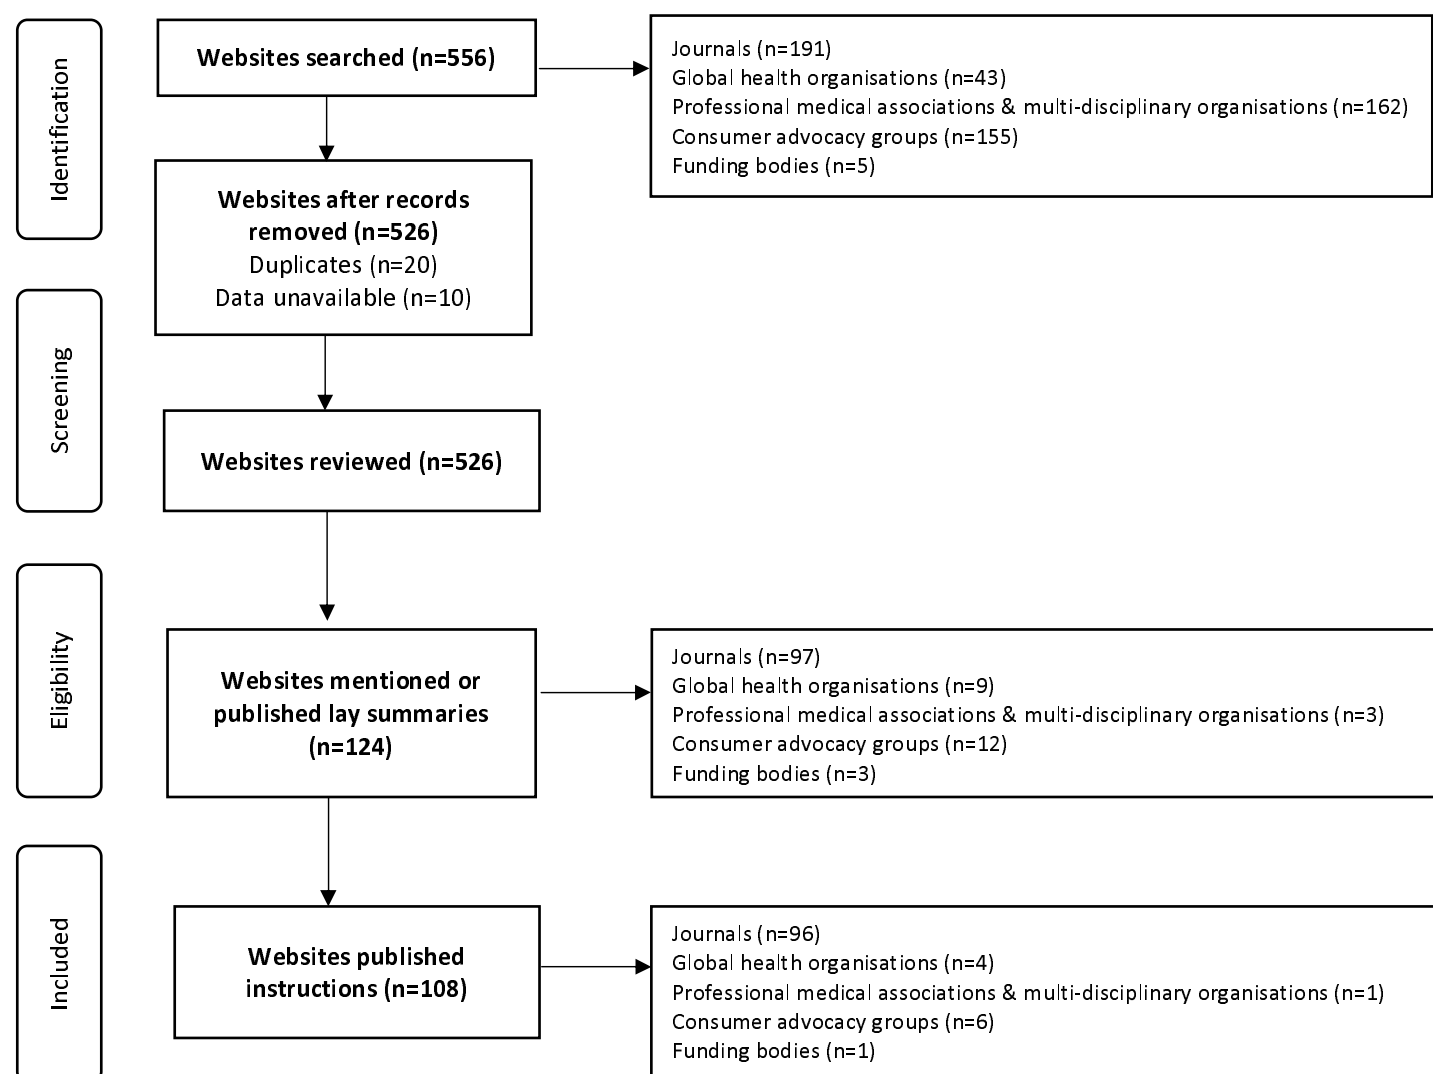 Identification
Websites searched (n=556)
Journals (n=191)
Global health organisations (n=43)
Professional medical associations & multi-disciplinary organisations (n=162)
Consumer advocacy groups (n=155)
Funding bodies (n=5)
Websites after records
removed (n=526)
Duplicates (n=20)
Data unavailable (n=10)
Screening
Websites reviewed (n=526)
Eligibility
Websites mentioned or
published lay summaries
(n=124)
Journals (n=97)
Global health organisations (n=9)
Professional medical associations & multi-disciplinary organisations (n=3)
Consumer advocacy groups (n=12)
Funding bodies (n=3)
Included
Websites published
instructions (n=108)
Journals (n=96)
Global health organisations (n=4)
Professional medical associations & multi-disciplinary organisations (n=1)
Consumer advocacy groups (n=6)
Funding bodies (n=1)